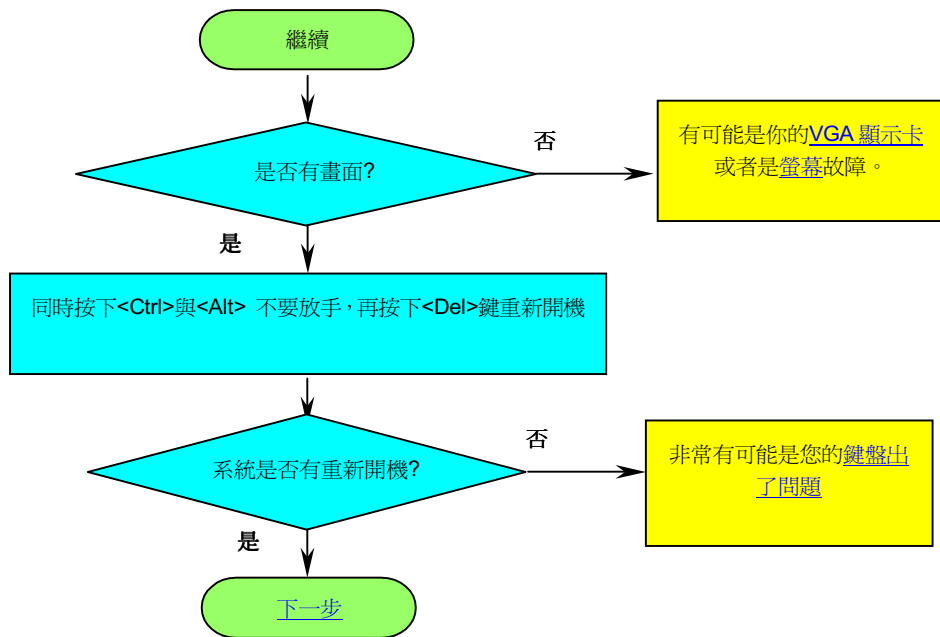 繼續
是否有畫面?
否
有可能是你的VGA 顯示卡
或者是螢幕故障。
是
同時按下<Ctrl>與<Alt> 不要放手,再按下<Del>鍵重新開機
系統是否有重新開機?
否
非常有可能是您的鍵盤出
了問題
是
下一步